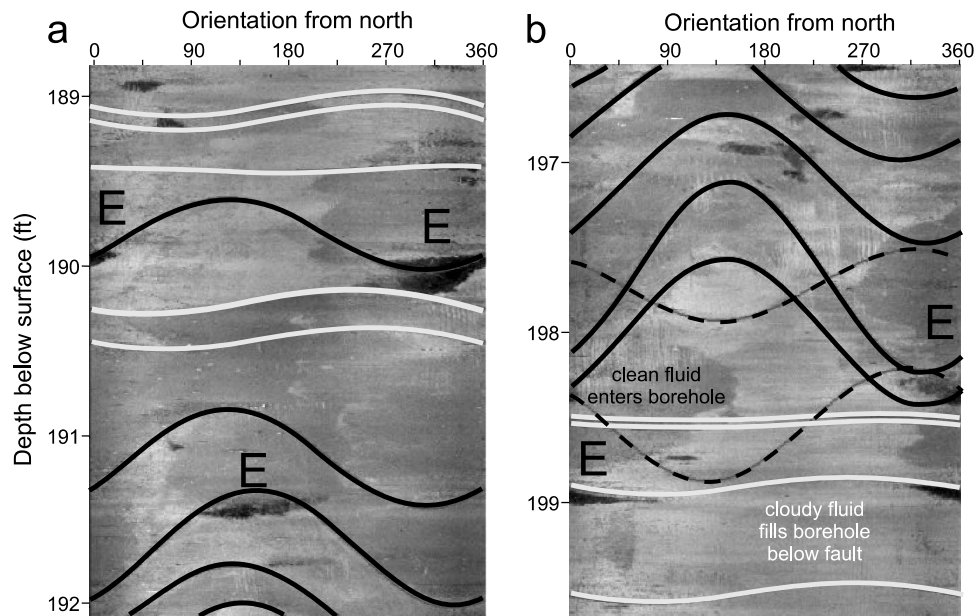 a
Orientation from north
0 90 180 270 360
Depth below surface (ft)
189
E
E
190
191
E
192
b
Orientation from north
0 90 180 270 360
197
198
E
clean fluid
enters borehole
E
199
cloudy fluid
fills borehole
below fault